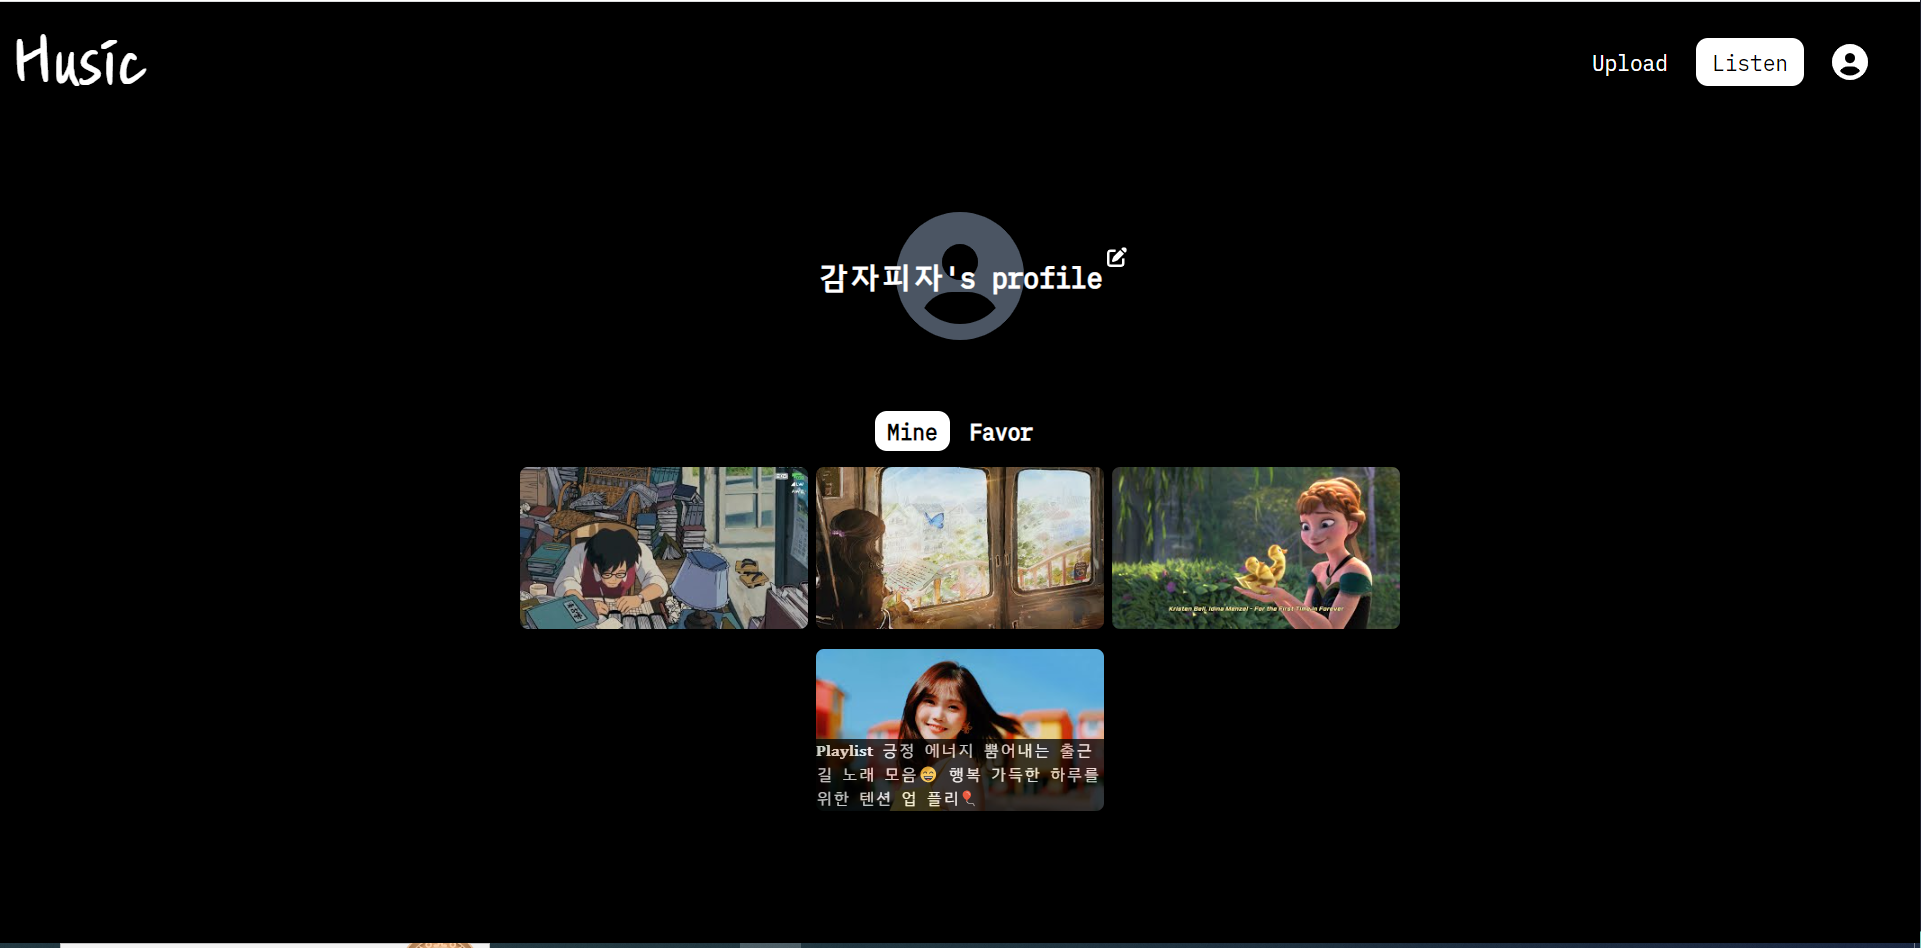 Husic
Upload
Listen
감자피자's profile
Mine
Favor
Kristen Bell, Idina Menzel - For the First Time in Forever
Playlist 긍정 에너지 뿜어내는 출근
길 노래 모음😁 행복 가득한 하루를
위한 텐션 업 플리🎈